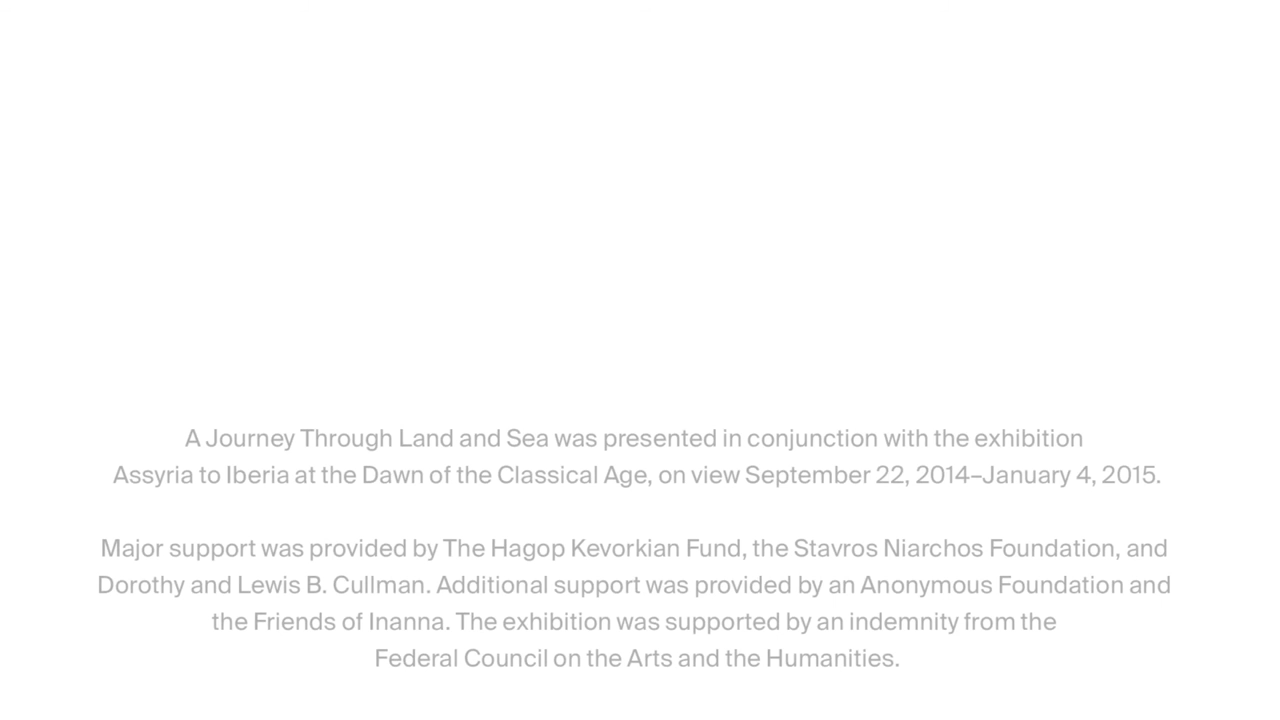 A Journey Through Land and Sea was presented in conjunction with the exhibition
Assyria to Iberia at the Dawn of the Classical Age, on view September 22, 2014–January 4, 2015.
Major support was provided by The Hagop Kevorkian Fund, the Stavros Niarchos Foundation, and
Dorothy and Lewis B. Cullman. Additional support was provided by an Anonymous Foundation and
the Friends of Inanna. The exhibition was supported by an indemnity from the
Federal Council on the Arts and the Humanities.